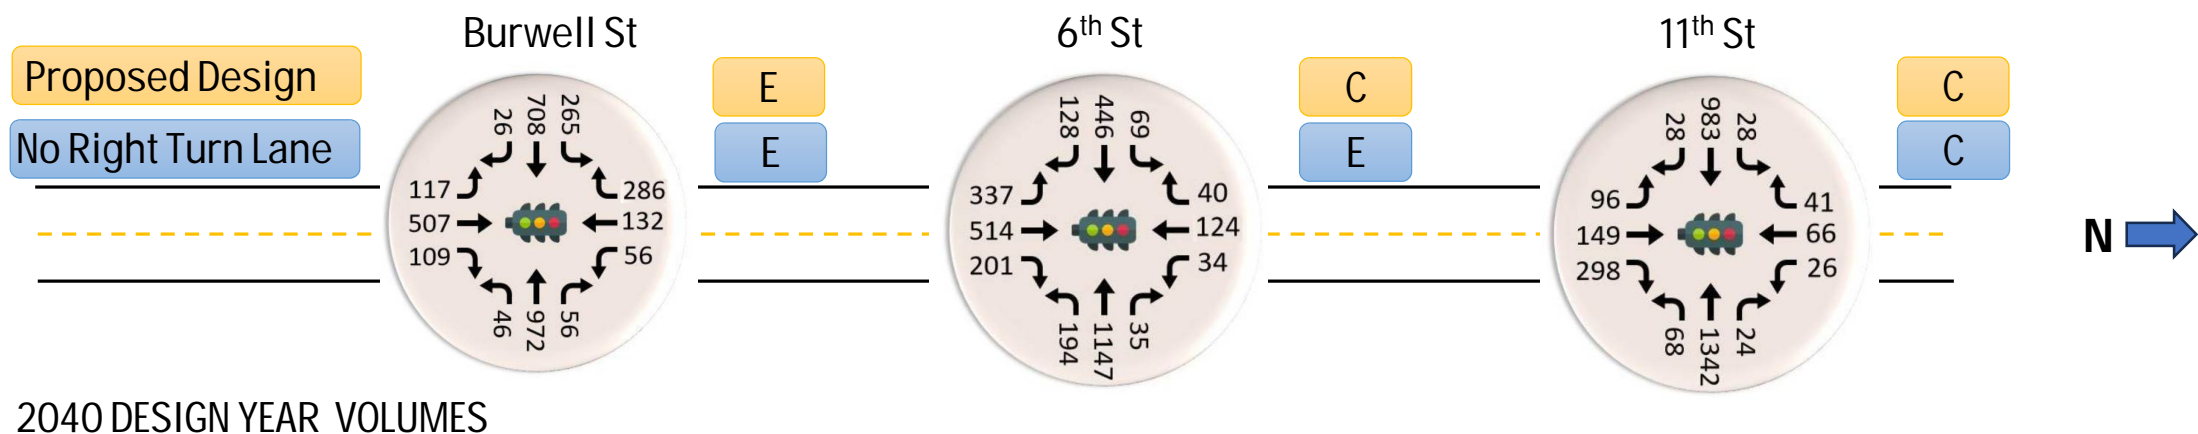 Burwell St
6th St
11th St
Proposed Design
No Right Turn Lane
E
E
C
E
C
C
26 708 265
117
507
109
286
132
56
46 972 56
128 446 69
337
514
201
40
124
34
194 1147 35
28 983 28
96
149
298
41
66
26
68 1342 24
N
2040 DESIGN YEAR VOLUMES